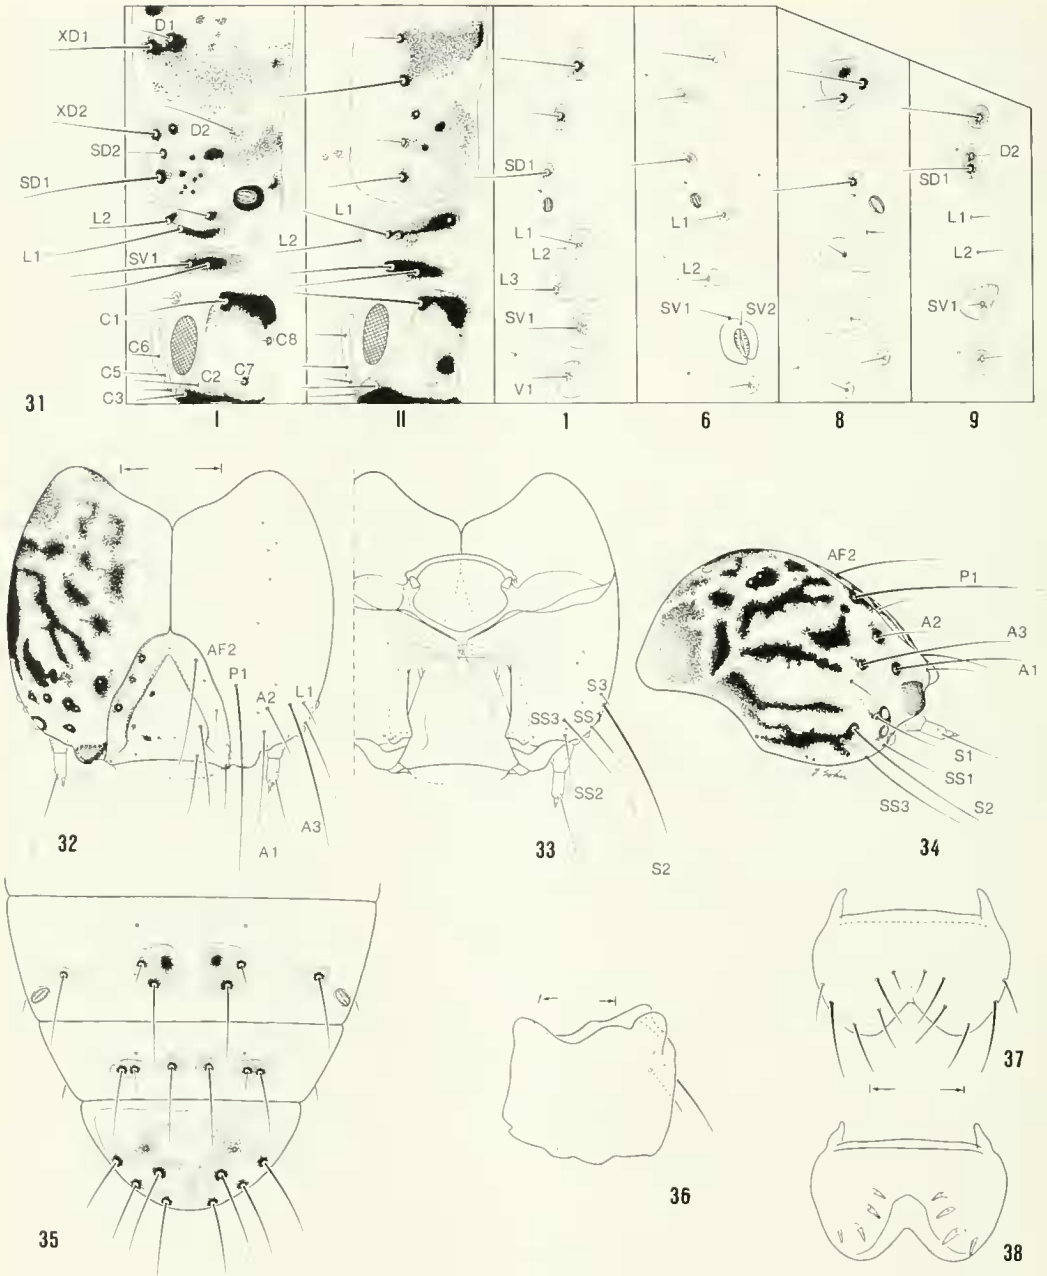 XD1
D1
XD2
D2
SD2
SD1
L2
L1
SV1
C1
C8
C6
C7
C5
C2
C3
31
I
L1
L2
II
SD1
L1
L2
L3
SV1
V1
1
L1
L2
SV1 SV2
6
8
D2
SD1
L1
L2
SV1
9
AF2
P1
A2
L1
A3
A1
32
S3
SS3
SS1
SS2
S2
33
AF2
P1
A2
A3
A1
S1
SS1
S2
SS3
34
35
36
37
38